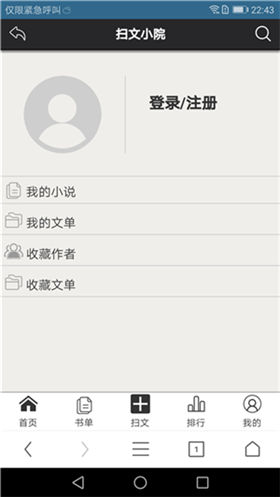 仅限紧急呼叫 22:43
扫文小院
登录/注册
我的小说
我的文单
收藏作者
收藏文单
首页 书单 扫文 排行 我的
1